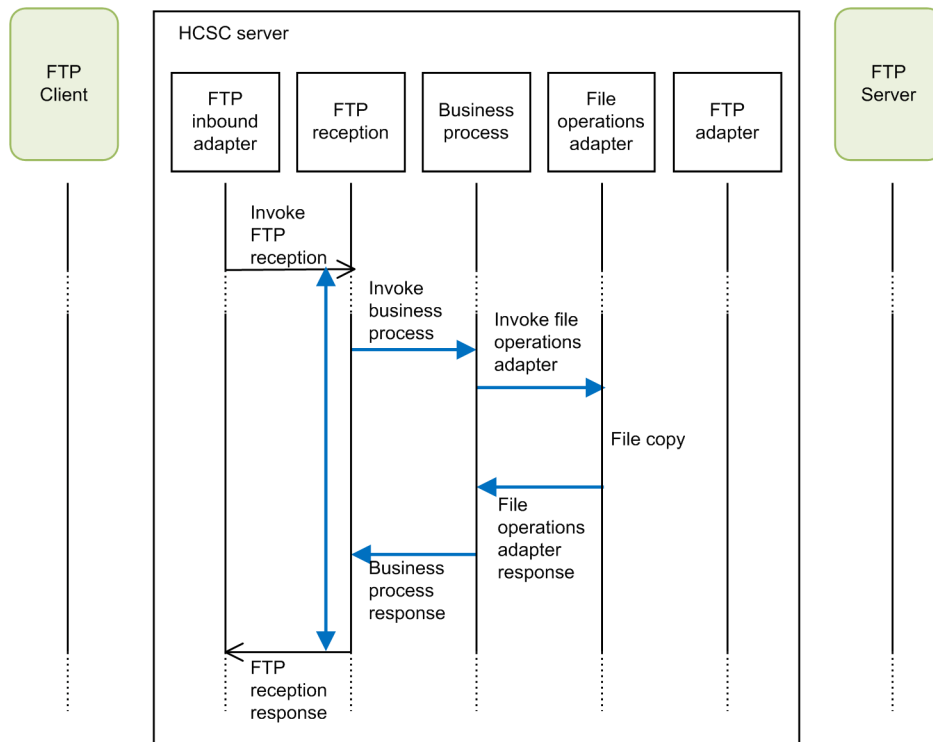 HCSC server
FTP
Client
FTP
inbound
adapter
FTP
reception
Business
process
File
operations
adapter
FTP
adapter
FTP
Server
Invoke
FTP
reception
Invoke
business
process
Invoke file
operations
adapter
File copy
File
operations
adapter
response
Business
process
response
FTP
reception
response